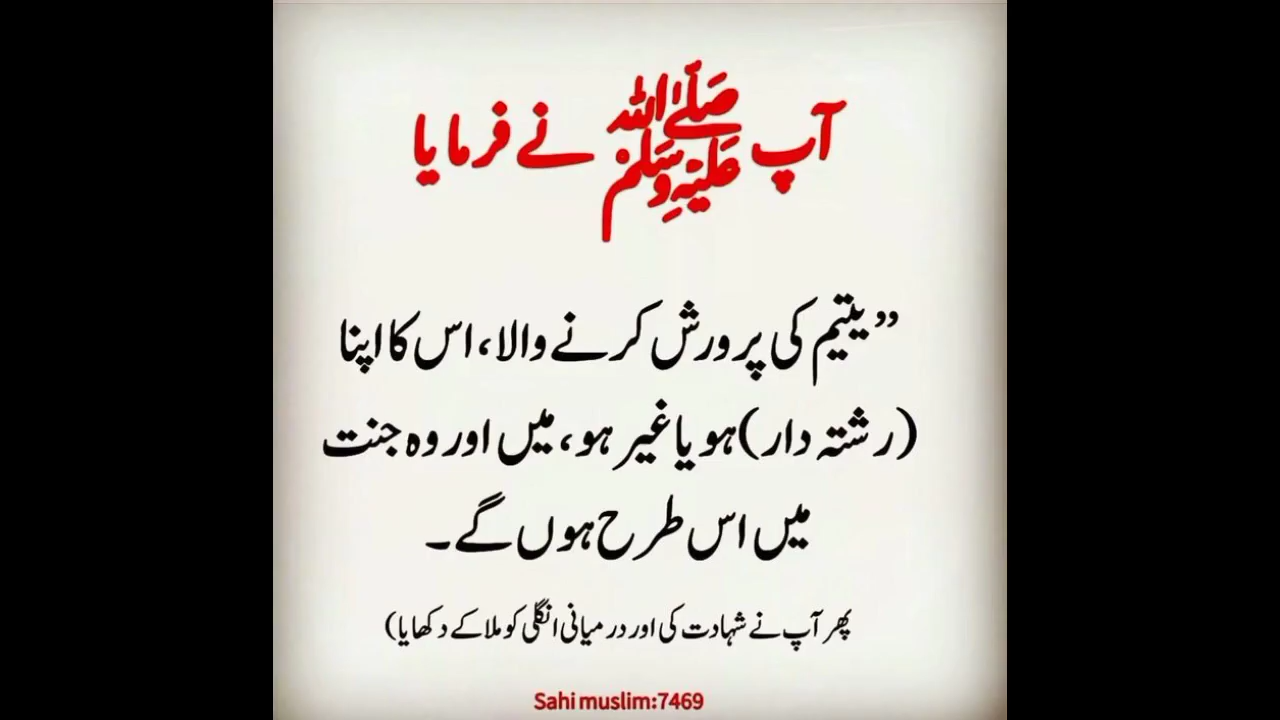 آپ صلی اللہ علیہ وسلم نے فرمایا
”یتیم کی پرورش کرنے والا، اس کا اپنا
(رشتہ دار) ہو یا غیر ہو، میں اور وہ جنت
میں اس طرح ہوں گے۔
پھر آپ نے شہادت کی اور درمیانی انگلی کو ملا کے دکھایا)
Sahi muslim:7469